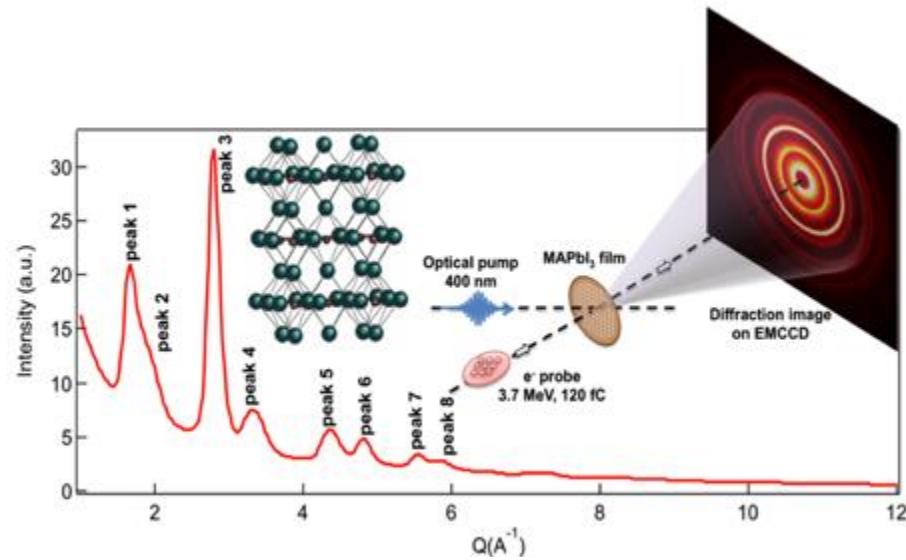 30
25
20
15
10
5
0
Intensity (a.u.)
peak 1
peak 2
peak 3
peak 4
peak 5
peak 6
peak 7
peak 8
Optical pump
400 nm
MAPbI₃ film
e⁻ probe
3.7 MeV, 120 fC
Diffraction image
on EMCCD
2
4
6
8
10
12
Q(A⁻¹)